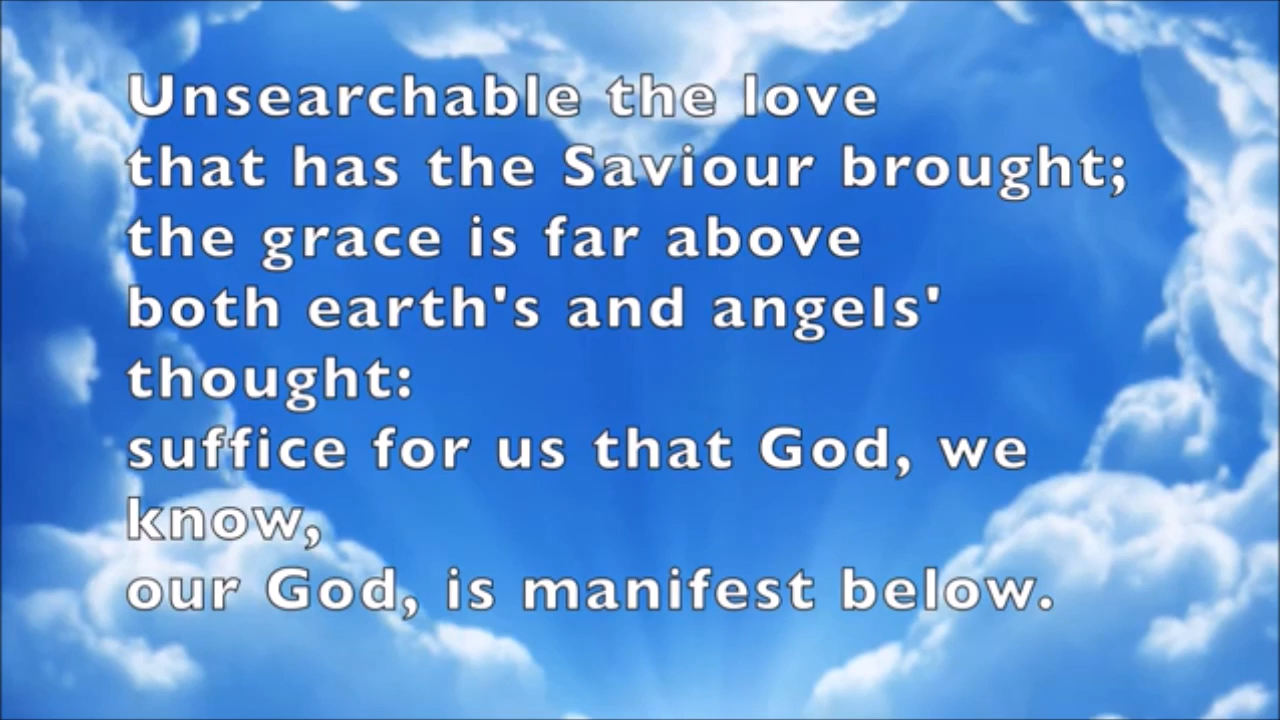 Unsearchable the love
that has the Saviour brought;
the grace is far above
both earth's and angels'
thought:
suffice for us that God, we
know,
our God, is manifest below.